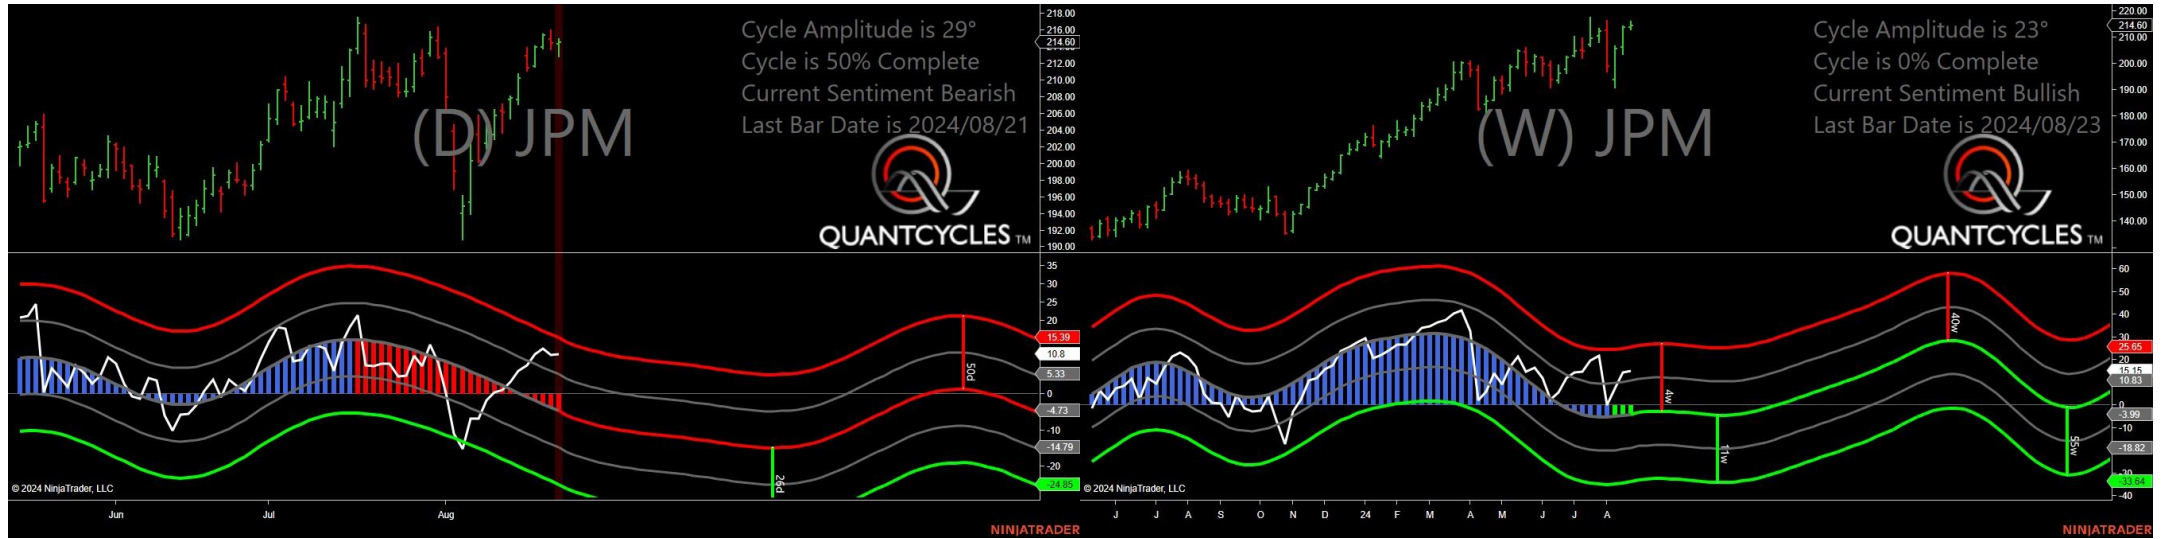 Cycle Amplitude is 29°
Cycle is 50% Complete
Current Sentiment Bearish
Last Bar Date is 2024/08/21
(D) JPM
QUANTCYCLES TM
218.00
216.00
214.60
212.00
210.00
208.00
206.00
204.00
202.00
200.00
198.00
196.00
194.00
192.00
190.00
35
30
25
20
15.39
10.8
5.33
0
-4.73
-10
-14.79
-20
-24.85
50d
26d
© 2024 NinjaTrader, LLC
Jun
Jul
Aug
NINJATRADER
Cycle Amplitude is 23°
Cycle is 0% Complete
Current Sentiment Bullish
Last Bar Date is 2024/08/23
(W) JPM
QUANTCYCLES TM
220.00
214.60
210.00
200.00
190.00
180.00
170.00
160.00
150.00
140.00
60
50
40
30
25.65
20
15.15
10.83
0
-3.99
-10
-18.82
-30
-33.64
-40
4w
11w
40w
55w
© 2024 NinjaTrader, LLC
J
J
A
S
O
N
D
24
F
M
A
M
J
J
A
NINJATRADER